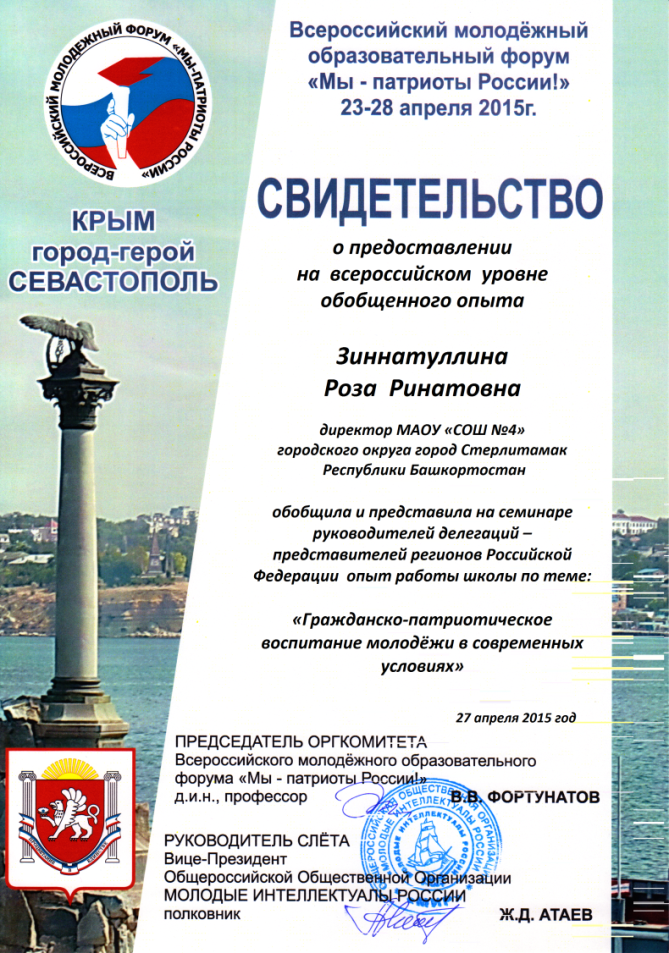 ВСЕРОССИЙСКИЙ МОЛОДЕЖНЫЙ ФОРУМ «МЫ-ПАТРИОТЫ РОССИИ»
КРЫМ
город-герой
СЕВАСТОПОЛЬ
Всероссийский молодёжный
образовательный форум
«Мы - патриоты России!»
23-28 апреля 2015г.
СВИДЕТЕЛЬСТВО
о предоставлении
на всероссийском уровне
обобщенного опыта
Зиннатуллина
Роза Ринатовна
директор МАОУ «СОШ №4»
городского округа город Стерлитамак
Республики Башкортостан
обобщила и представила на семинаре
руководителей делегаций –
представителей регионов Российской
Федерации опыт работы школы по теме:
«Гражданско-патриотическое
воспитание молодёжи в современных
условиях»
27 апреля 2015 год
ПРЕДСЕДАТЕЛЬ ОРГКОМИТЕТА
Всероссийского молодёжного образовательного
форума «Мы - патриоты России!»
д.и.н., профессор В.В. ФОРТУНАТОВ
РУКОВОДИТЕЛЬ СЛЁТА
Вице-Президент
Общероссийской Общественной Организации
МОЛОДЫЕ ИНТЕЛЛЕКТУАЛЫ РОССИИ
полковник Ж.Д. АТАЕВ